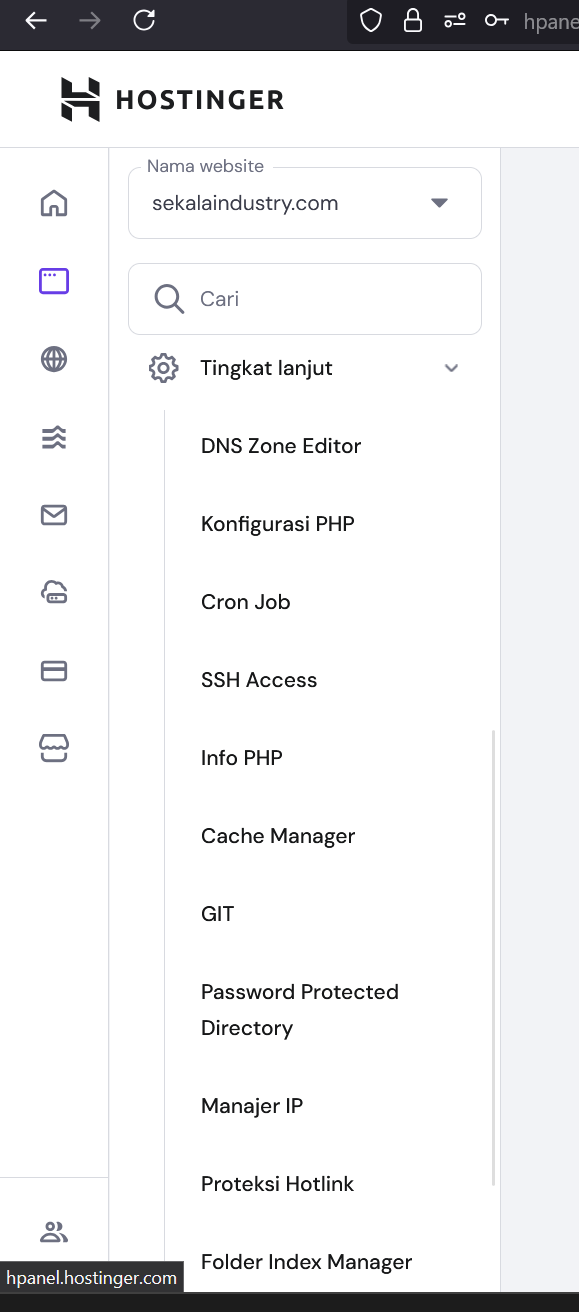 hpane
HOSTINGER
Nama website
sekalaindustry.com
Cari
Tingkat lanjut
DNS Zone Editor
Konfigurasi PHP
Cron Job
SSH Access
Info PHP
Cache Manager
GIT
Password Protected
Directory
Manajer IP
Proteksi Hotlink
Folder Index Manager
hpanel.hostinger.com